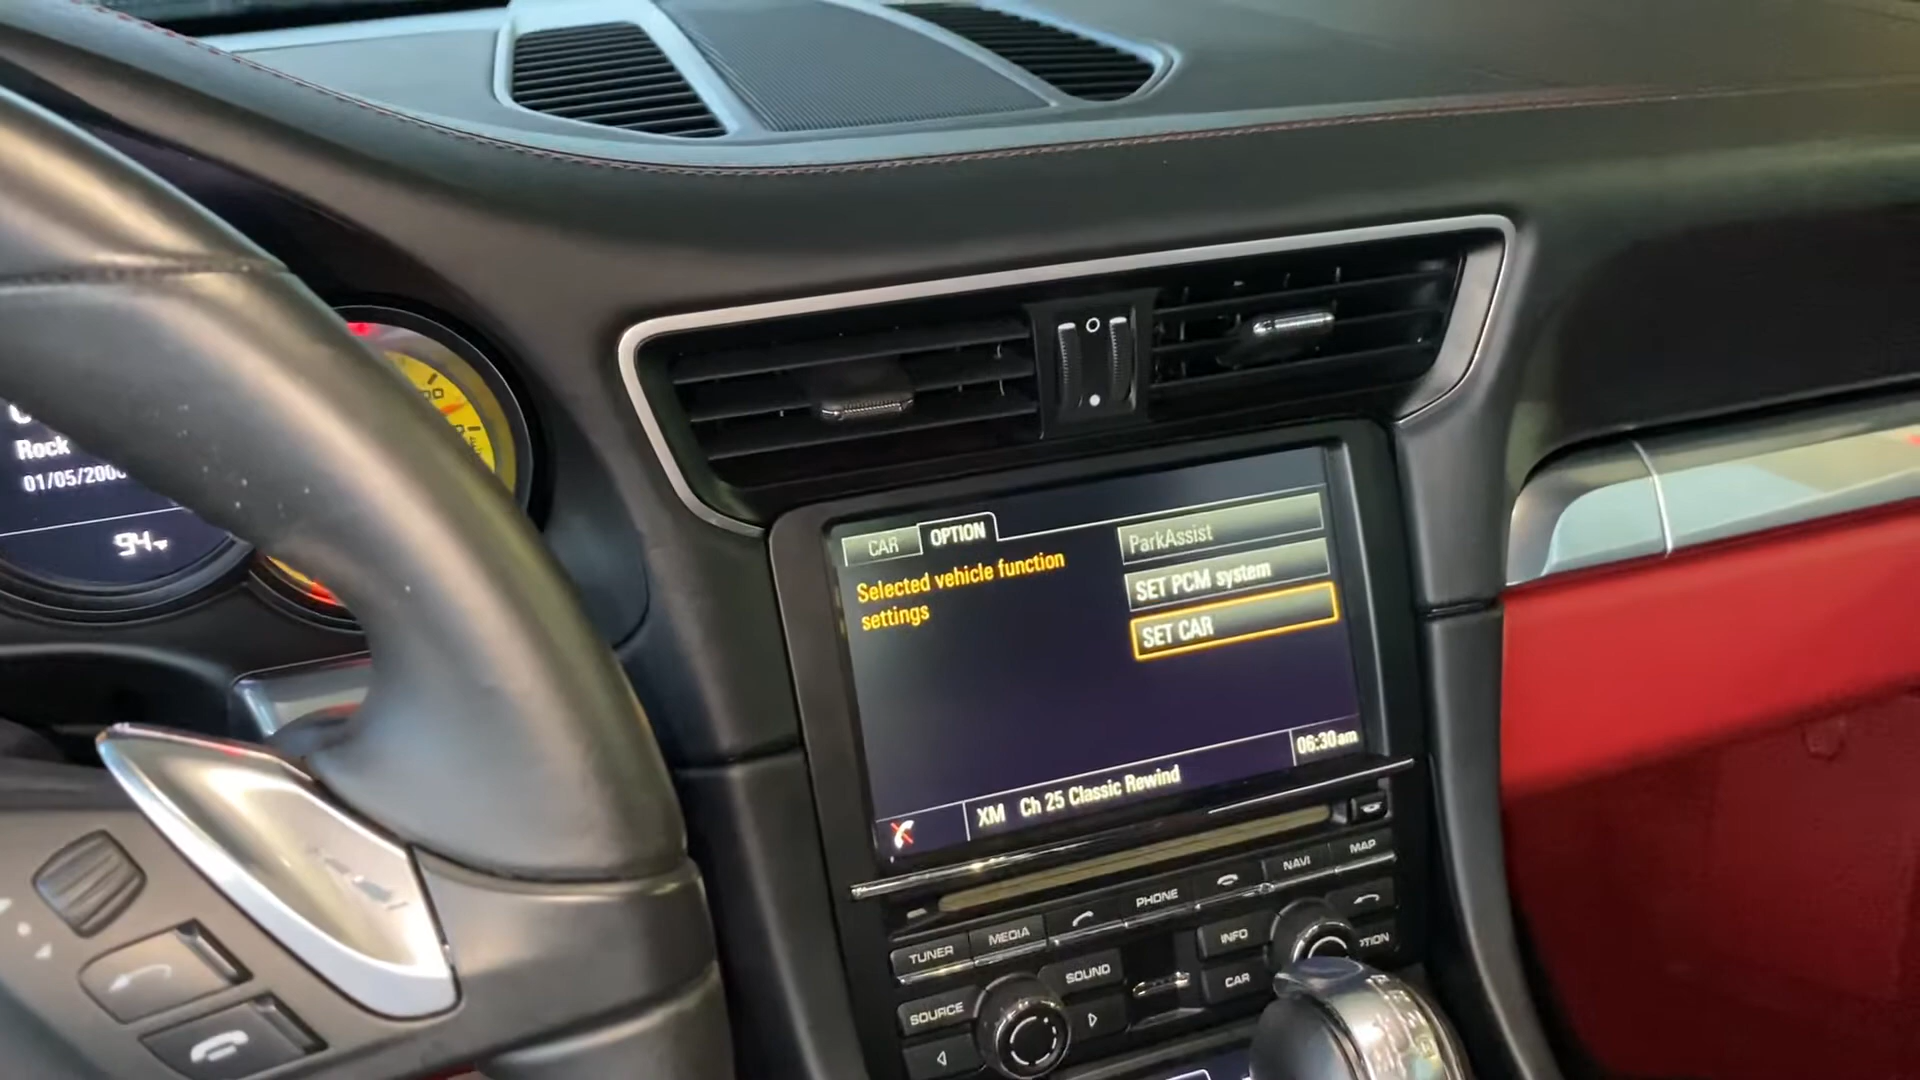 Rock
01/05/200
94
CAR
OPTION
Selected vehicle function
settings
ParkAssist
SET PCM system
SET CAR
06:30am
XM
Ch 25 Classic Rewind
TUNER
MEDIA
PHONE
NAVI
MAP
SOURCE
SOUND
INFO
CAR
TION